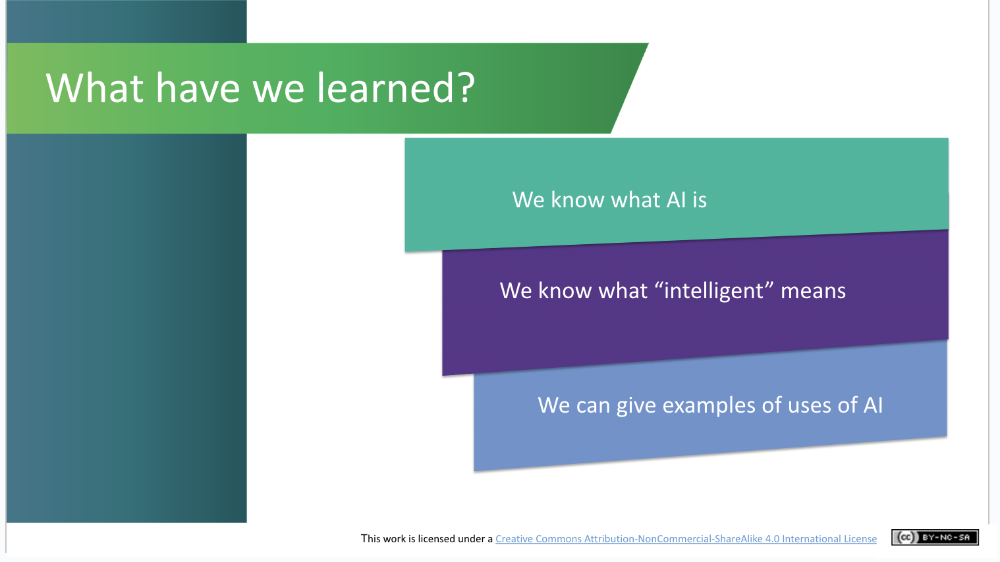 What have we learned?
We know what AI is
We know what “intelligent” means
We can give examples of uses of AI
This work is licensed under a Creative Commons Attribution-NonCommercial-ShareAlike 4.0 International License
(cc) BY-NC-SA